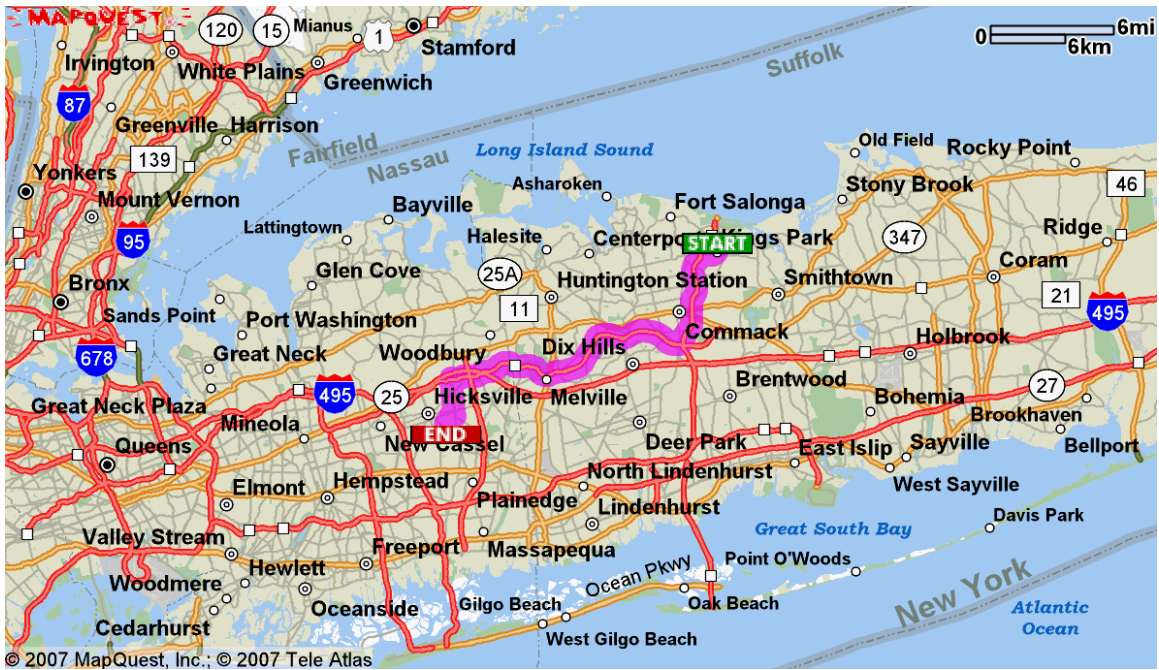 MAPQUEST
120
15
Mianus
1
Stamford
0
6mi
6km
Irvington
White Plains
Greenwich
Suffolk
87
Greenville
Harrison
139
Fairfield
Nassau
Long Island Sound
Old Field
Rocky Point
Yonkers
Mount Vernon
Asharoken
Fort Salonga
Stony Brook
46
Bayville
Lattingtown
95
Halesite
Centerpo
START
Kings Park
347
Ridge
Glen Cove
25A
Huntington Station
Smithtown
Coram
Bronx
11
21
Sands Point
Port Washington
495
678
Great Neck
Woodbury
Dix Hills
Commack
Holbrook
495
25
Hicksville
Melville
Brentwood
Bohemia
27
Great Neck Plaza
Mineola
Brookhaven
Queens
END
New Cassel
Deer Park
East Islip
Sayville
Bellport
Elmont
Hempstead
Plainedge
North Lindenhurst
West Sayville
Lindenhurst
Valley Stream
Freeport
Massapequa
Great South Bay
Davis Park
Woodmere
Hewlett
Ocean Pkwy
Point O'Woods
Oceanside
Gilgo Beach
Oak Beach
New York
Atlantic
Ocean
Cedarhurst
West Gilgo Beach
© 2007 MapQuest, Inc.; © 2007 Tele Atlas